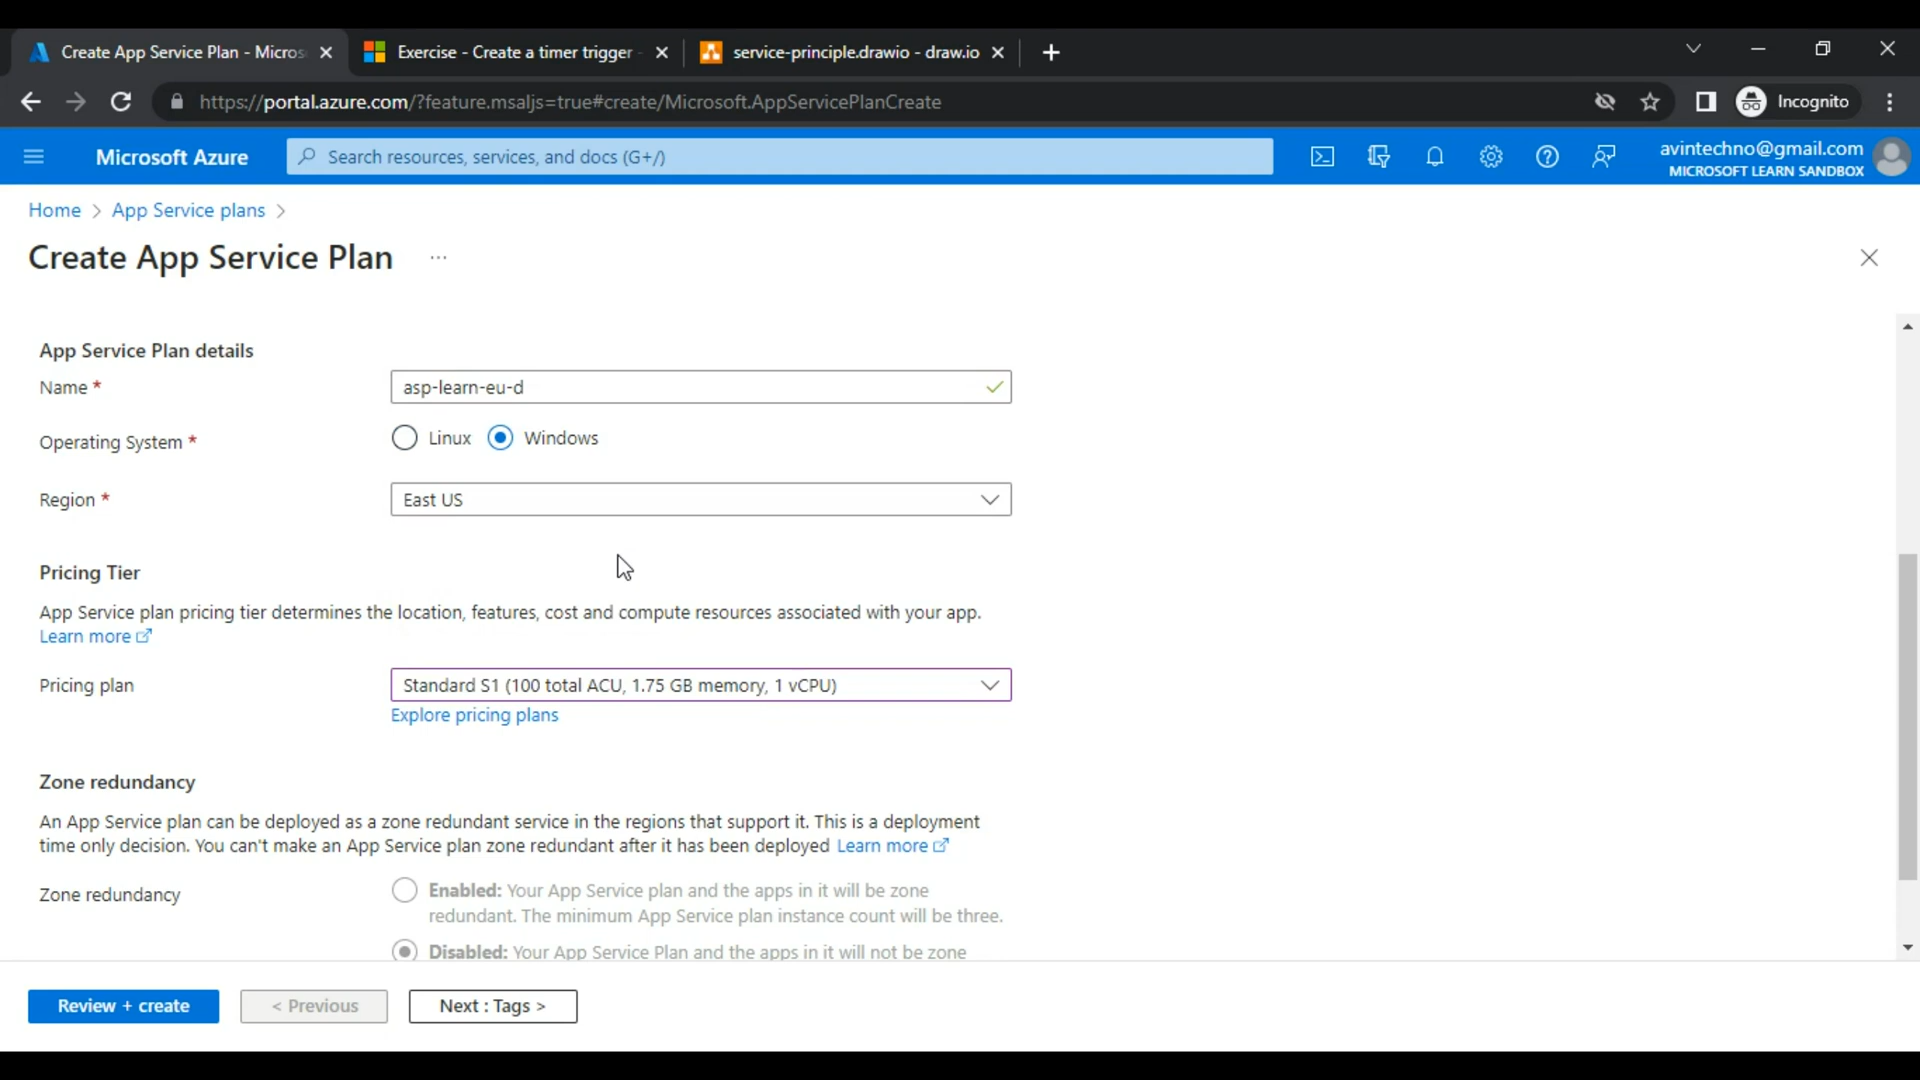 Create App Service Plan - Micros
Exercise - Create a timer trigger -
service-principle.drawio - draw.io
https://portal.azure.com/?feature.msaljs=true#create/Microsoft.AppServicePlanCreate
Incognito
Microsoft Azure
Search resources, services, and docs (G+/)
avintechno@gmail.com
MICROSOFT LEARN SANDBOX
Home > App Service plans >
Create App Service Plan ...
App Service Plan details
Name *
asp-learn-eu-d
Operating System *
Linux Windows
Region *
East US
Pricing Tier
App Service plan pricing tier determines the location, features, cost and compute resources associated with your app.
Learn more
Pricing plan
Standard S1 (100 total ACU, 1.75 GB memory, 1 vCPU)
Explore pricing plans
Zone redundancy
An App Service plan can be deployed as a zone redundant service in the regions that support it. This is a deployment
time only decision. You can't make an App Service plan zone redundant after it has been deployed Learn more
Zone redundancy
Enabled: Your App Service plan and the apps in it will be zone
redundant. The minimum App Service plan instance count will be three.
Disabled: Your App Service Plan and the apps in it will not be zone
Review + create
< Previous
Next : Tags >